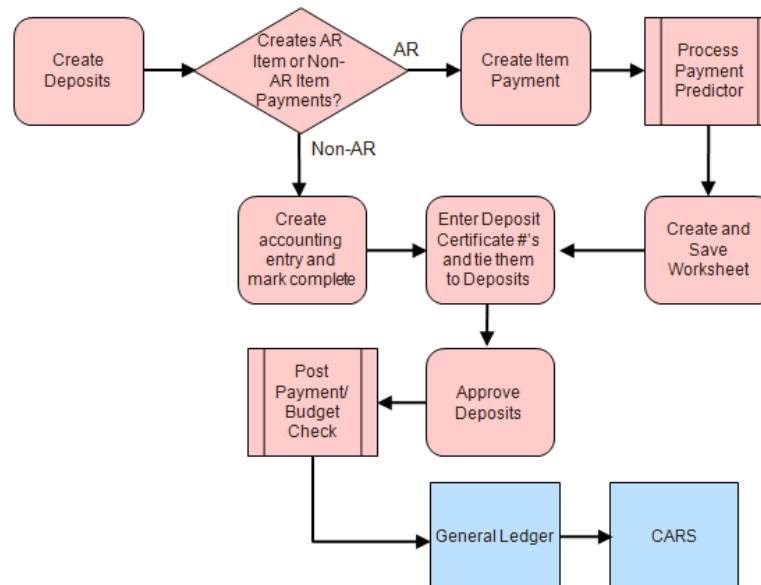 Create
Deposits
Creates AR
Item or Non-
AR Item
Payments?
AR
Create Item
Payment
Process
Payment
Predictor
Non-AR
Create
accounting
entry and
mark complete
Enter Deposit
Certificate #'s
and tie them
to Deposits
Create and
Save
Worksheet
Post
Payment/
Budget
Check
Approve
Deposits
General Ledger
CARS